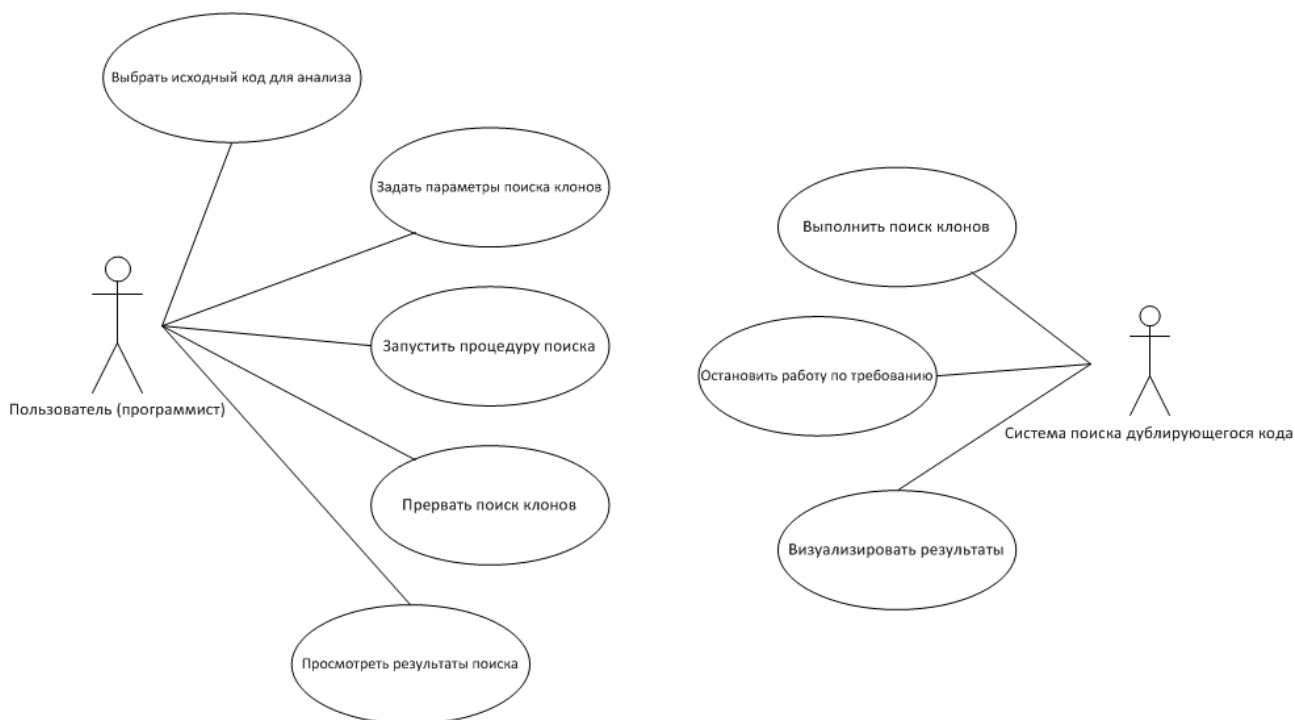 Выбрать исходный код для анализа
Задать параметры поиска клонов
Запустить процедуру поиска
Прервать поиск клонов
Просмотреть результаты поиска
Пользователь (программист)
Выполнить поиск клонов
Остановить работу по требованию
Визуализировать результаты
Система поиска дублирующегося кода